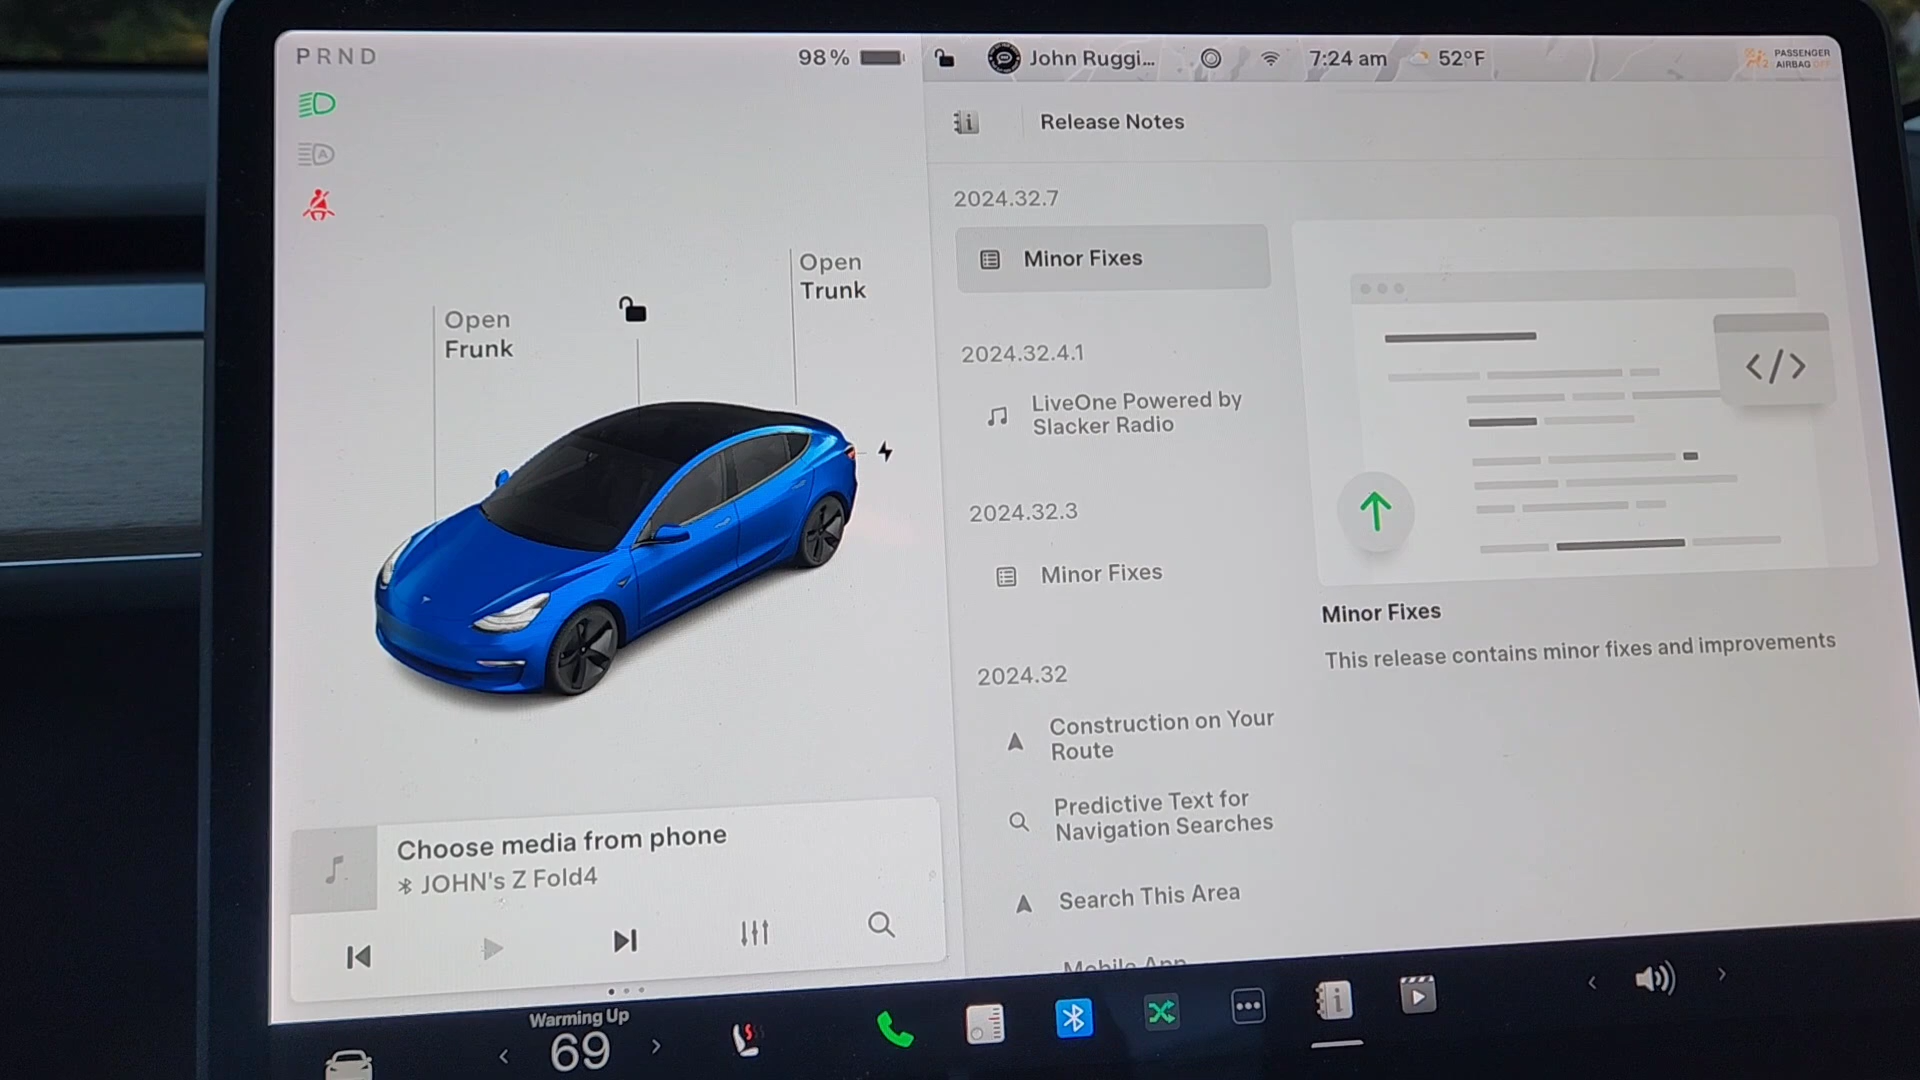 PRND
98%
John Ruggi...
7:24 am
52°F
PASSENGER
AIRBAG OFF
Release Notes
2024.32.7
Minor Fixes
2024.32.4.1
LiveOne Powered by
Slacker Radio
2024.32.3
Minor Fixes
2024.32
Construction on Your
Route
Predictive Text for
Navigation Searches
Search This Area
Mobile App
Minor Fixes
This release contains minor fixes and improvements
Open
Frunk
Open
Trunk
Choose media from phone
JOHN's Z Fold4
Warming Up
69